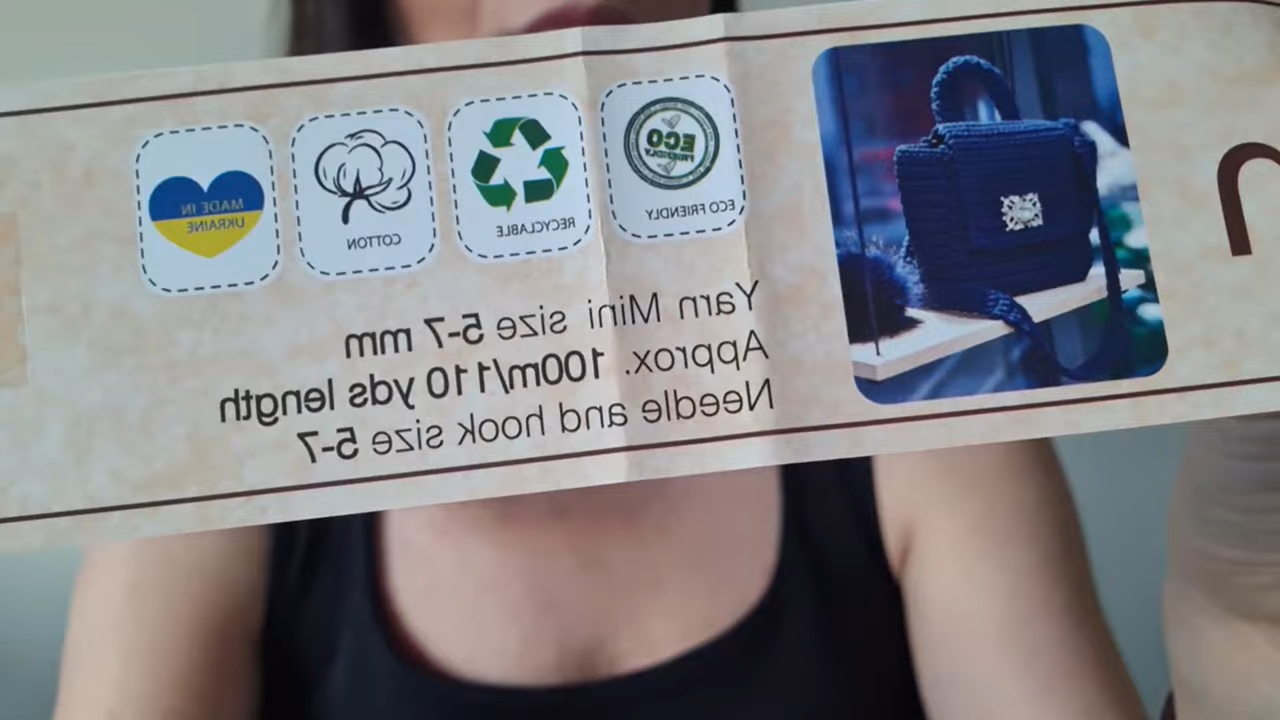 ECO
FRIENDLY
ECO FRIENDLY
RECYCLABLE
COTTON
MADE IN
UKRAINE
Yarn Mini size 5-7 mm
Approx. 100m/110 yds length
Needle and hook size 5-7